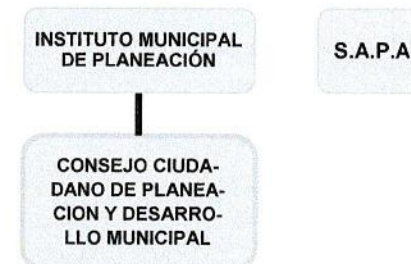 INSTITUTO MUNICIPAL
DE PLANEACIÓN
S.A.P.A
CONSEJO CIUDA-
DANO DE PLANEA-
CION Y DESARRO-
LLO MUNICIPAL